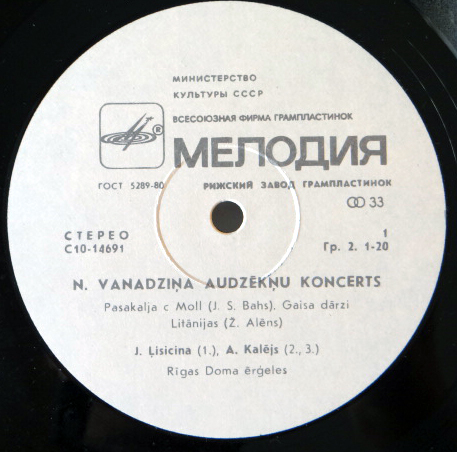 МИНИСТЕРСТВО
КУЛЬТУРЫ СССР
ВСЕСОЮЗНАЯ ФИРМА ГРАМПЛАСТИНОК
® МЕЛОДИЯ
ГОСТ 5289-80 РИЖСКИЙ ЗАВОД ГРАМПЛАСТИНОК
33
СТЕРЕО 1
С10-14691 Гр. 2. 1-20
N. VANADZIŅA AUDZĒKŅU KONCERTS
Pasakalja c Moll (J. S. Bahs). Gaisa dārzi
Litānijas (Ž. Alēns)
J. Ļisicina (1.), A. Kalējs (2., 3.)
Rīgas Doma ērģeles